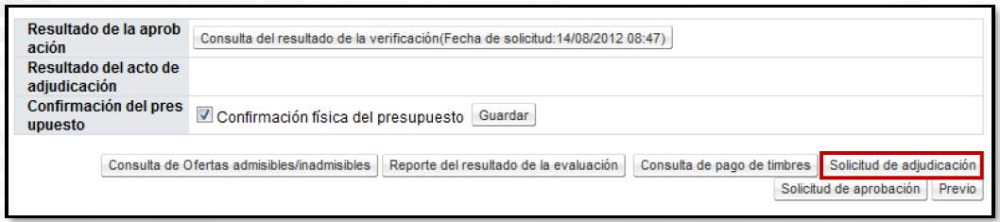 Resultado de la aprob
ación
Consulta del resultado de la verificación(Fecha de solicitud:14/08/2012 08:47)
Resultado del acto de
adjudicación
Confirmación del pres
upuesto
Confirmación física del presupuesto Guardar
Consulta de Ofertas admisibles/inadmisibles Reporte del resultado de la evaluación Consulta de pago de timbres Solicitud de adjudicación
Solicitud de aprobación Previo